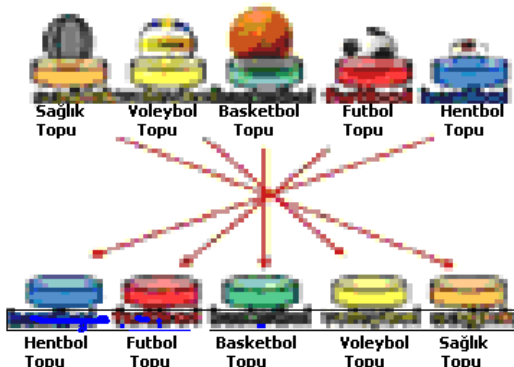 Sağlık Voleybol Basketbol Futbol Hentbol
Topu Topu Topu Topu Topu
Hentbol Futbol Basketbol Voleybol Sağlık
Topu Topu Topu Topu Topu